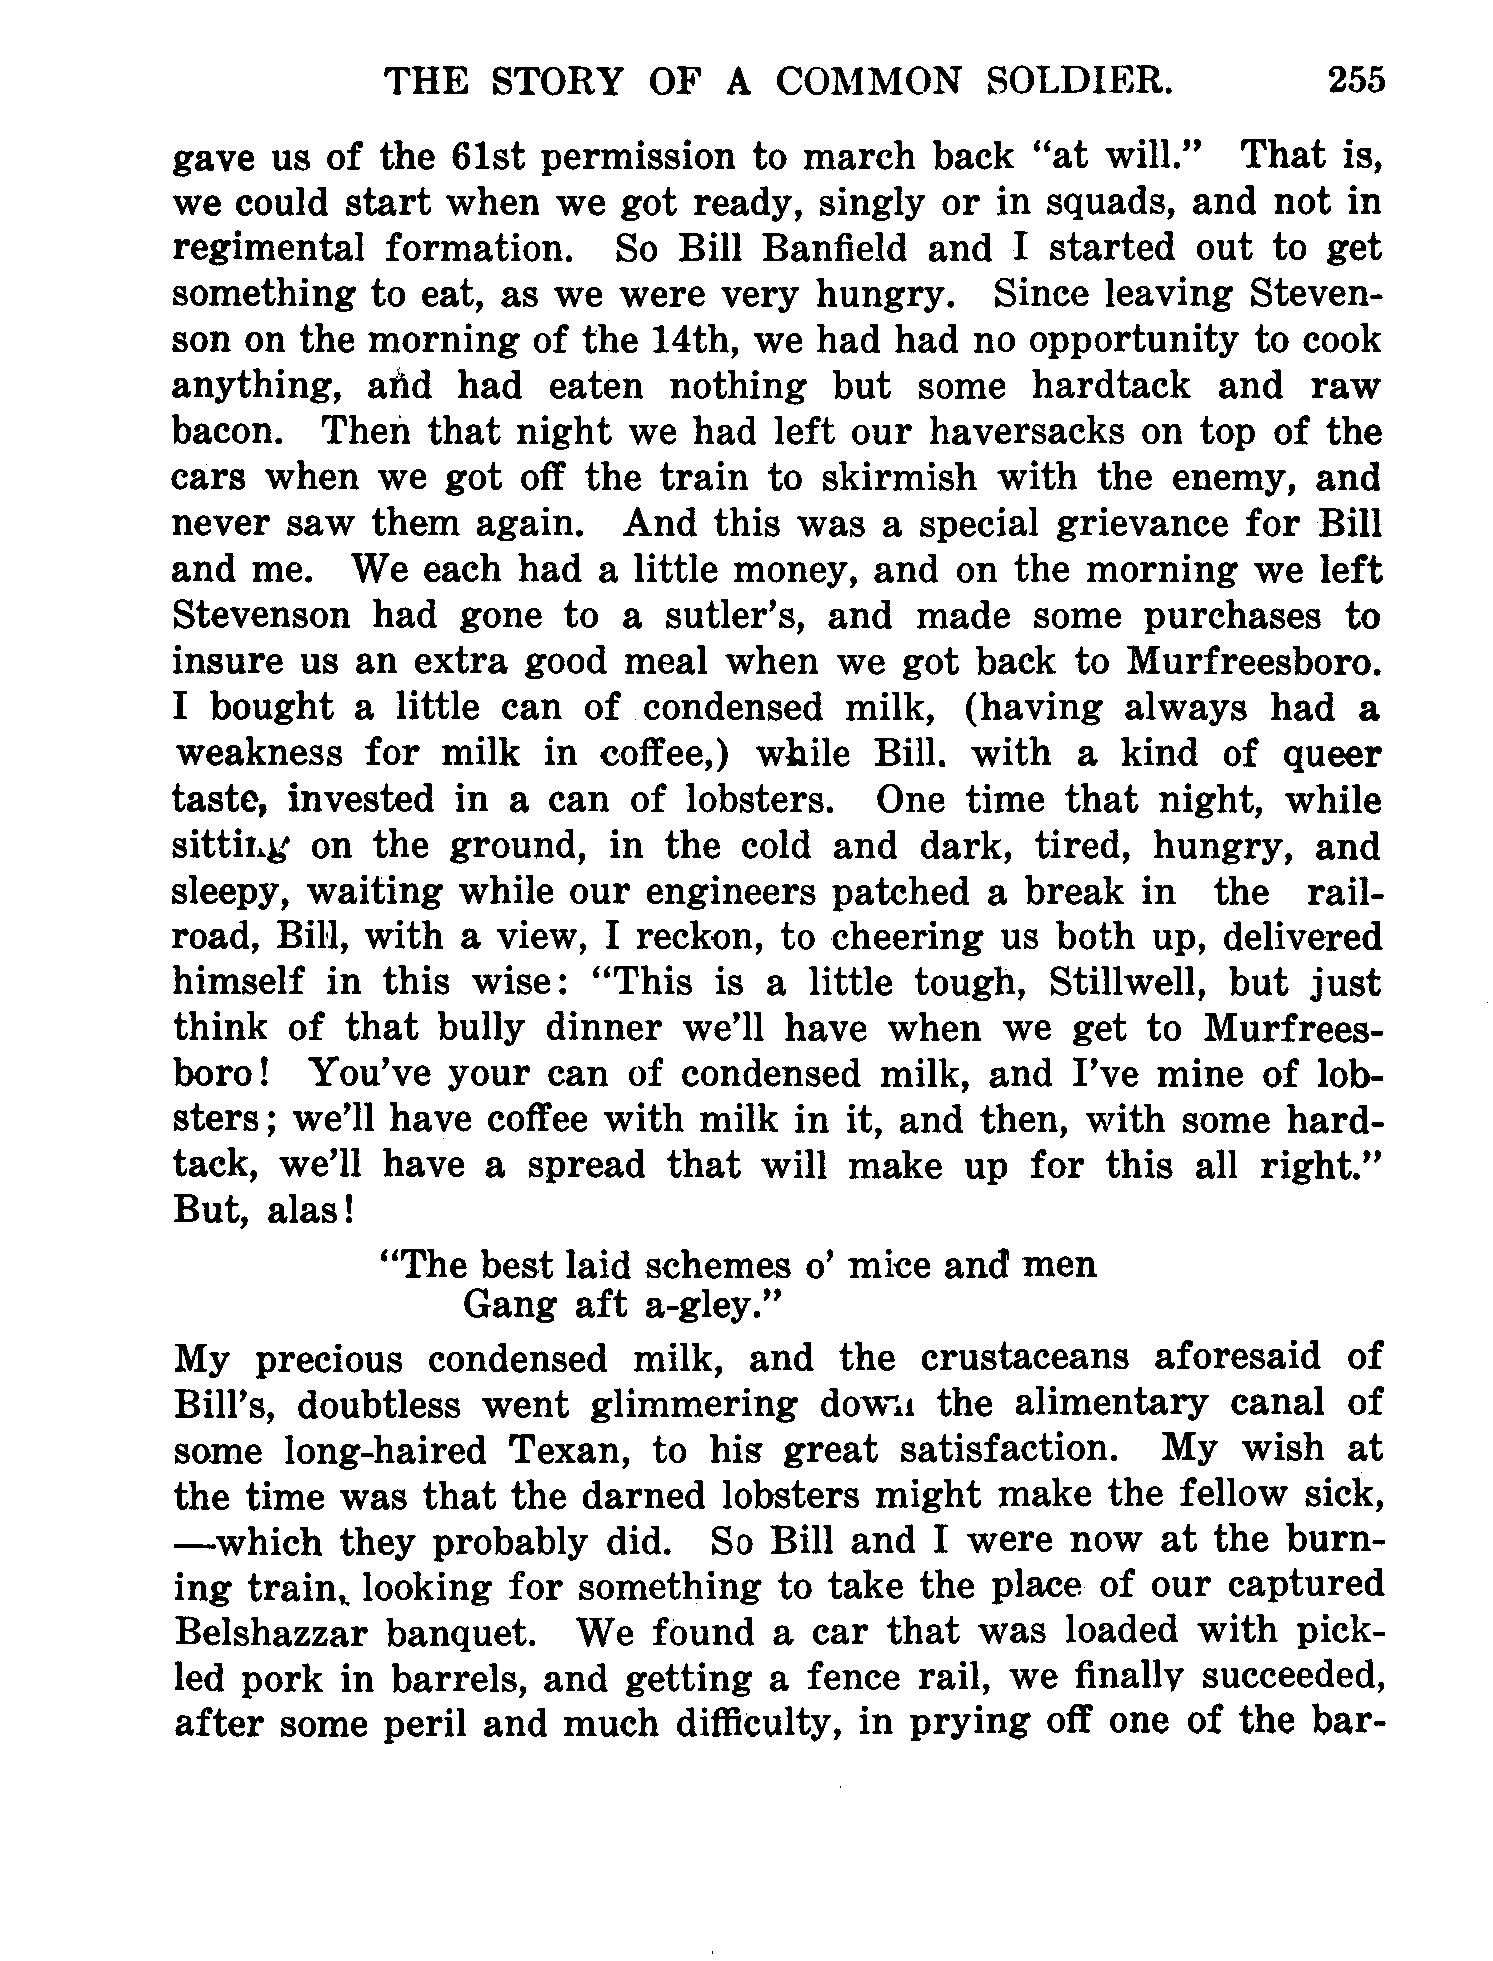 THE STORY OF A COMMON SOLDIER. 255
gave us of the 61st permission to march back “at will.” That is,
we could start when we got ready, singly or in squads, and not in
regimental formation. So Bill Banfield and I started out to get
something to eat, as we were very hungry. Since leaving Steven-
son on the morning of the 14th, we had had no opportunity to cook
anything, and had eaten nothing but some hardtack and raw
bacon. Then that night we had left our haversacks on top of the
cars when we got off the train to skirmish with the enemy, and
never saw them again. And this was a special grievance for Bill
and me. We each had a little money, and on the morning we left
Stevenson had gone to a sutler’s, and made some purchases to
insure us an extra good meal when we got back to Murfreesboro.
I bought a little can of condensed milk, (having always had a
weakness for milk in coffee,) while Bill. with a kind of queer
taste, invested in a can of lobsters. One time that night, while
sitting on the ground, in the cold and dark, tired, hungry, and
sleepy, waiting while our engineers patched a break in the rail-
road, Bill, with a view, I reckon, to cheering us both up, delivered
himself in this wise: “This is a little tough, Stillwell, but just
think of that bully dinner we’ll have when we get to Murfrees-
boro! You’ve your can of condensed milk, and I’ve mine of lob-
sters; we’ll have coffee with milk in it, and then, with some hard-
tack, we’ll have a spread that will make up for this all right.”
But, alas!
“The best laid schemes o’ mice and men
Gang aft a-gley.”
My precious condensed milk, and the crustaceans aforesaid of
Bill’s, doubtless went glimmering down the alimentary canal of
some long-haired Texan, to his great satisfaction. My wish at
the time was that the darned lobsters might make the fellow sick,
—which they probably did. So Bill and I were now at the burn-
ing train, looking for something to take the place of our captured
Belshazzar banquet. We found a car that was loaded with pick-
led pork in barrels, and getting a fence rail, we finally succeeded,
after some peril and much difficulty, in prying off one of the bar-